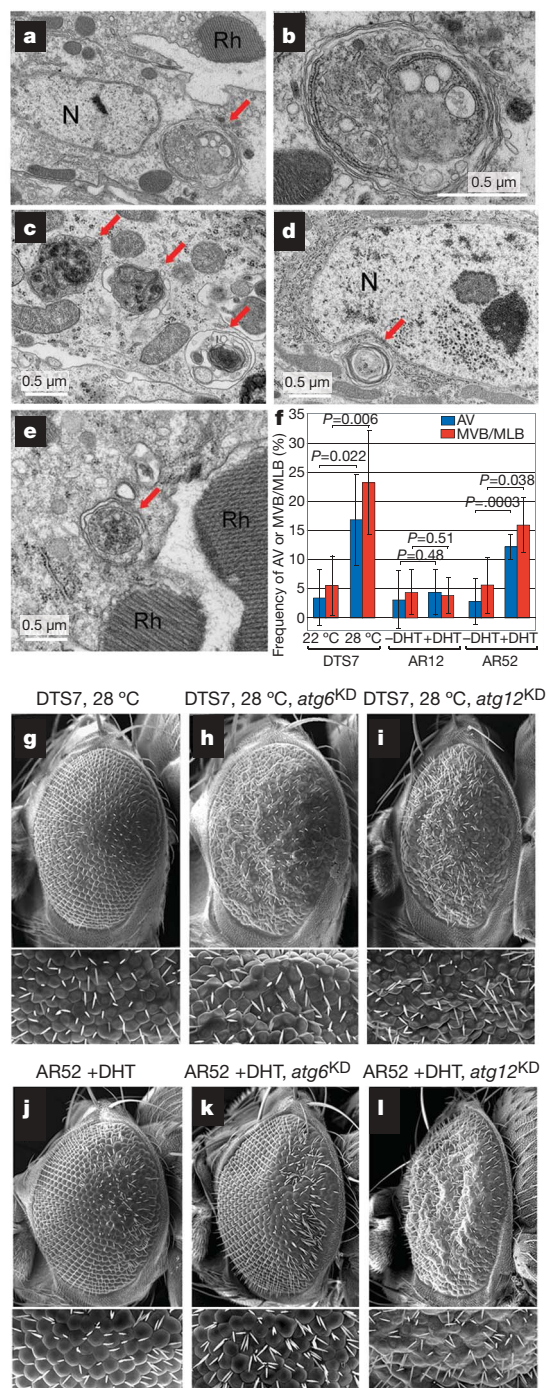 a
Rh
N
b
0.5 µm
c
0.5 µm
d
N
0.5 µm
e
Rh
Rh
0.5 µm
f
Frequency of AV or MVB/MLB (%)
35
30
25
20
15
10
5
0
AV
MVB/MLB
P=0.006
P=0.022
P=0.51
P=0.48
P=0.038
P=.0003
22 °C 28 °C –DHT +DHT –DHT +DHT
DTS7 AR12 AR52
DTS7, 28 °C DTS7, 28 °C, atg6KD DTS7, 28 °C, atg12KD
g h i
AR52 +DHT AR52 +DHT, atg6KD AR52 +DHT, atg12KD
j k l